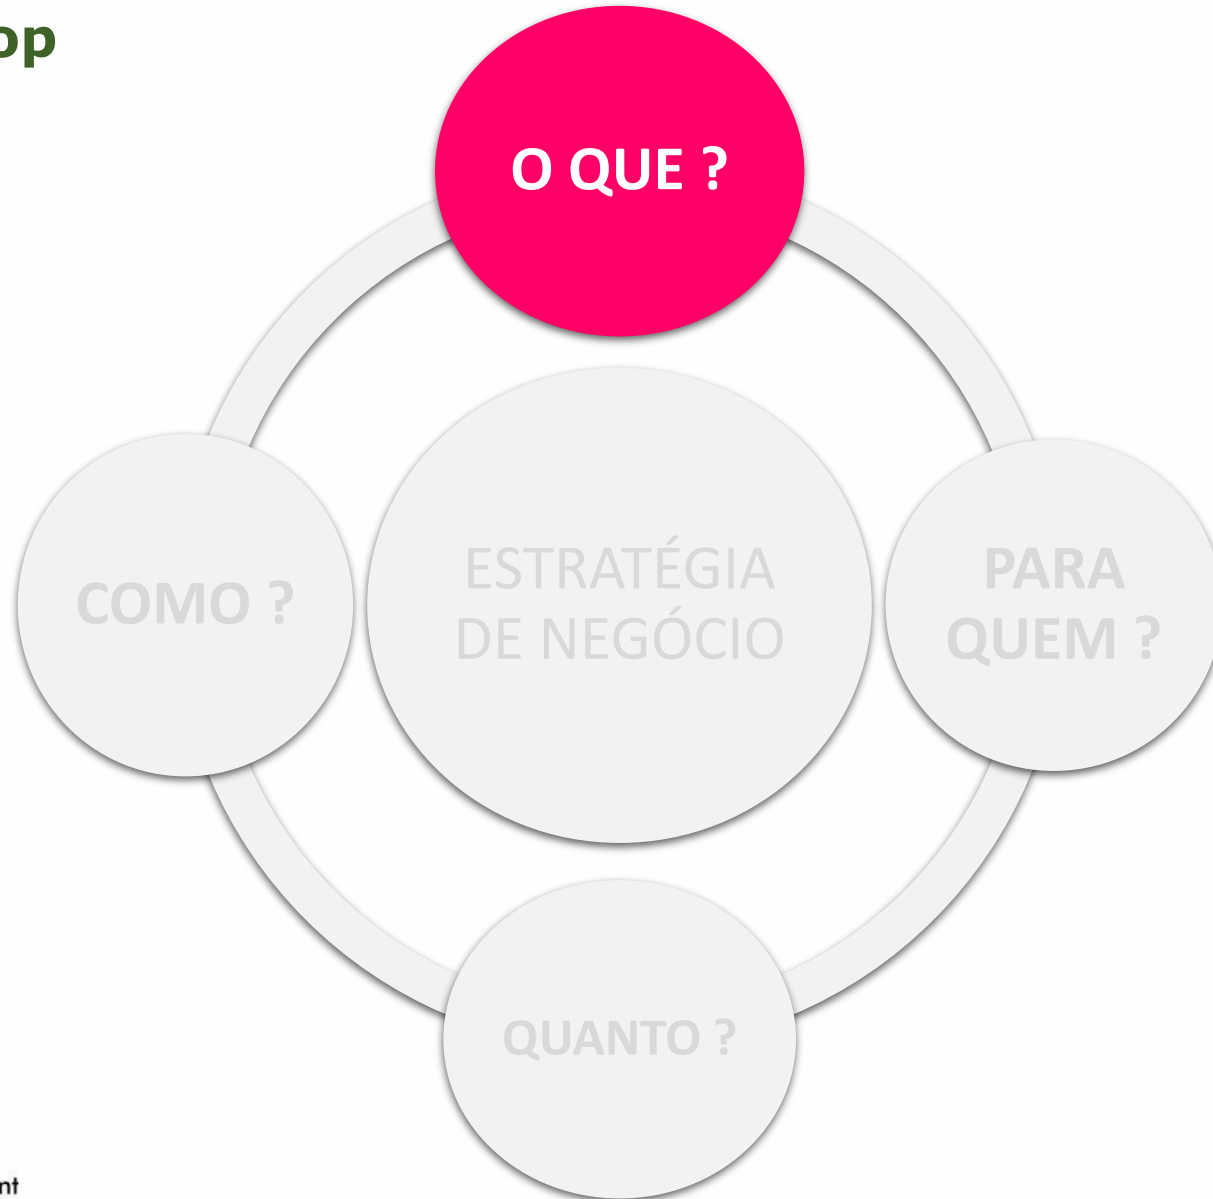 op
O QUE ?
COMO ?
ESTRATÉGIA
DE NEGÓCIO
PARA
QUEM ?
QUANTO ?
nt